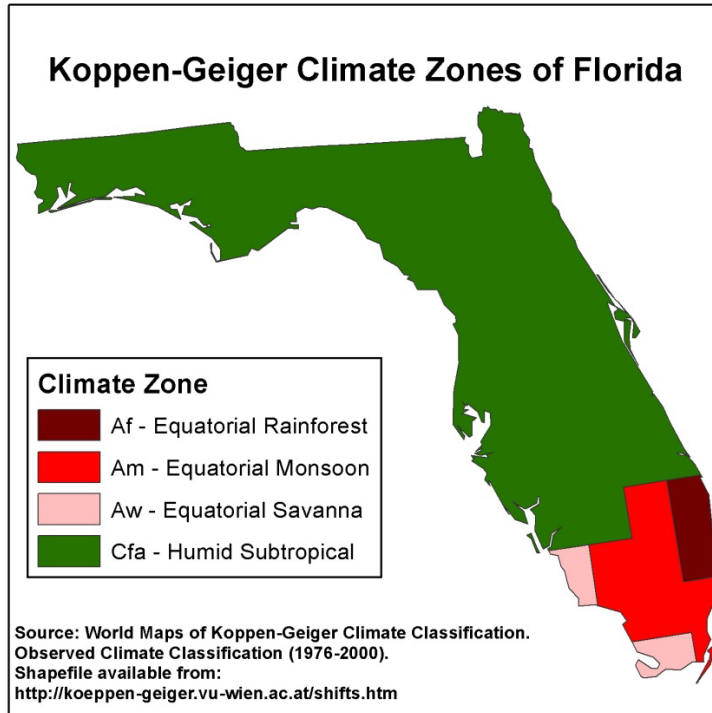 Koppen-Geiger Climate Zones of Florida
Climate Zone
Af - Equatorial Rainforest
Am - Equatorial Monsoon
Aw - Equatorial Savanna
Cfa - Humid Subtropical
Source: World Maps of Koppen-Geiger Climate Classification.
Observed Climate Classification (1976-2000).
Shapefile available from:
http://koeppen-geiger.vu-wien.ac.at/shifts.htm